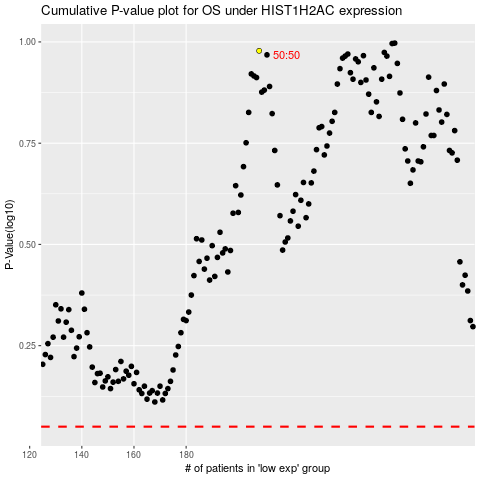 Cumulative P-value plot for OS under HIST1H2AC expression
P-Value(log10)
1.00
0.75
0.50
0.25
50:50
120 140 160 180
# of patients in 'low exp' group